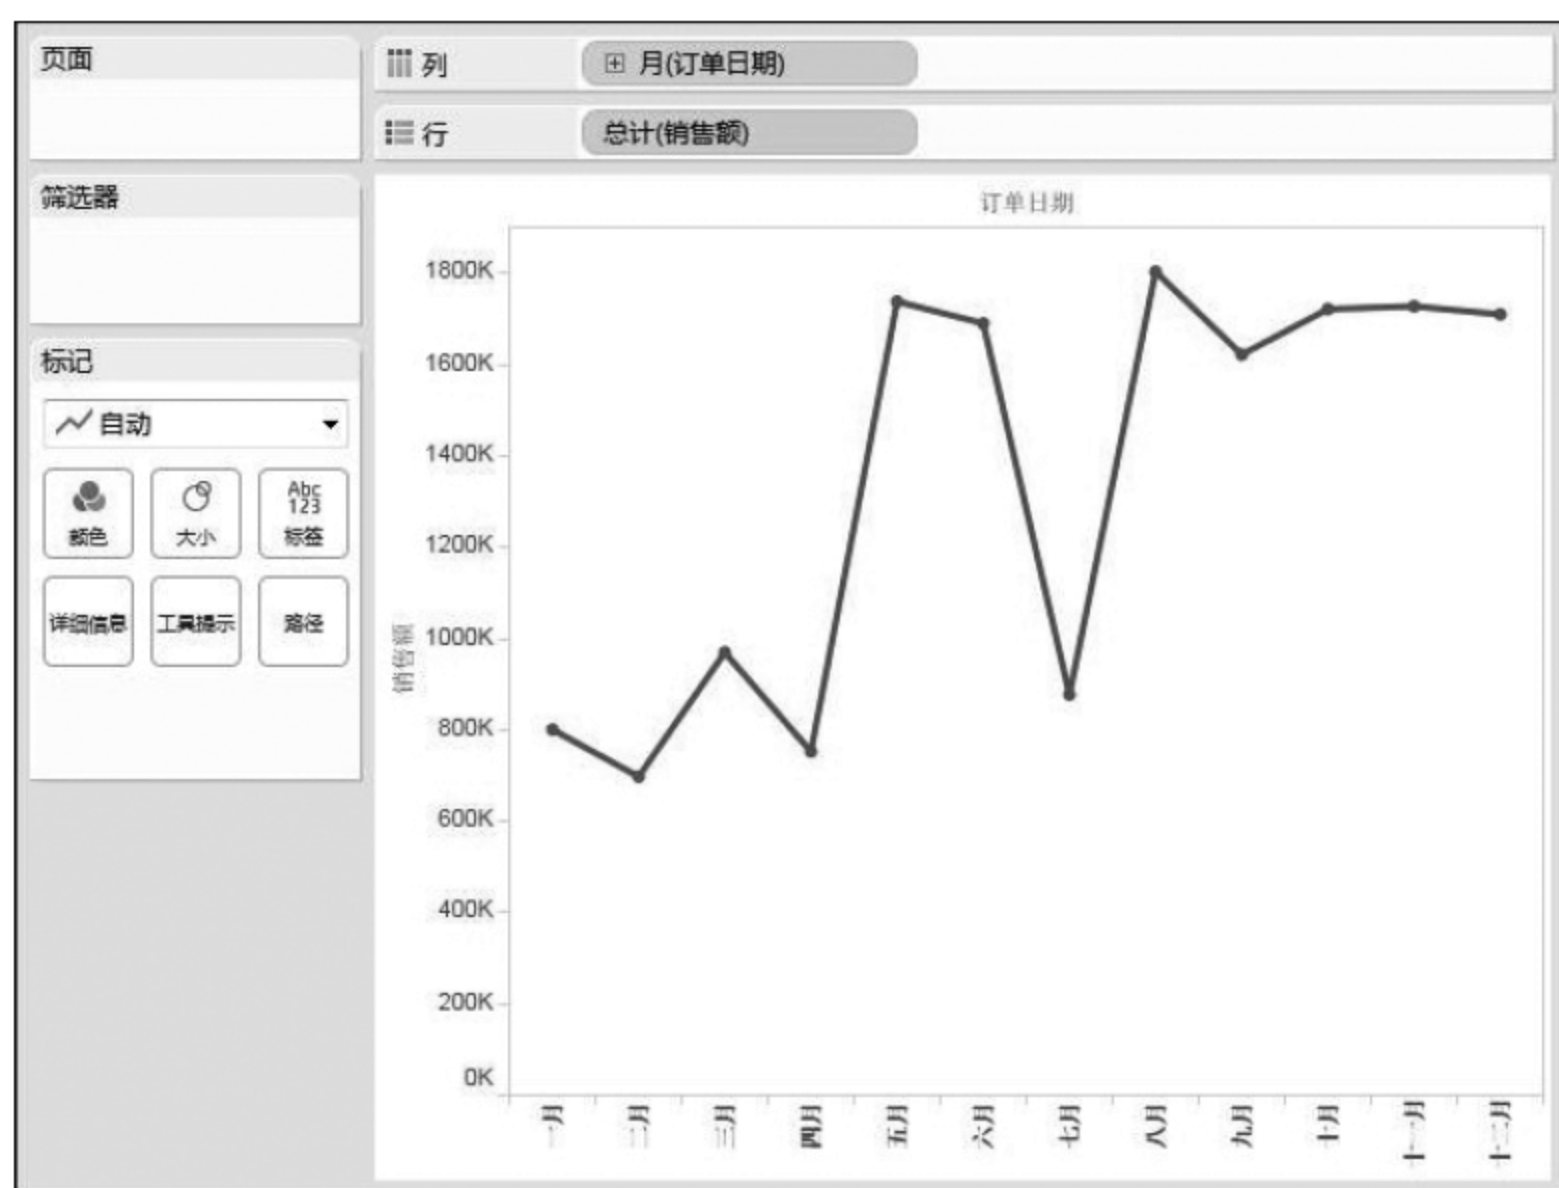 页面
列
月(订单日期)
行
总计(销售额)
筛选器
标记
自动
颜色
大小
Abc
123
标签
详细信息
工具提示
路径
订单日期
销售额
1800K
1600K
1400K
1200K
1000K
800K
600K
400K
200K
0K
一月
二月
三月
四月
五月
六月
七月
八月
九月
十月
十一月
十二月